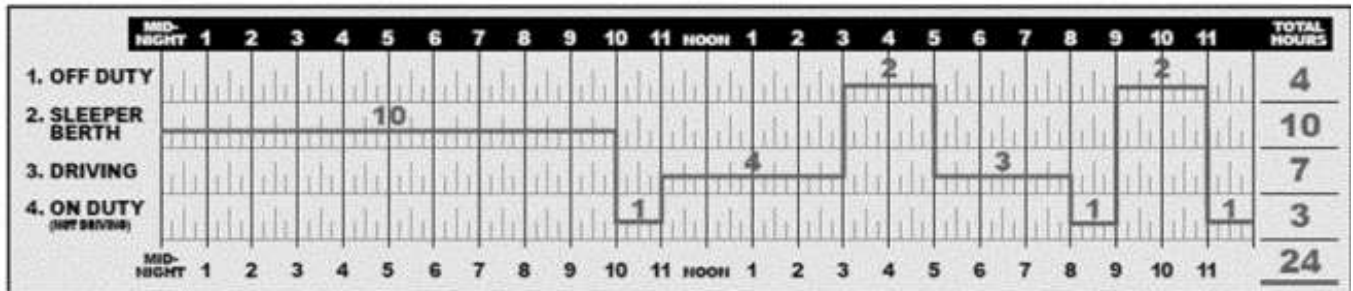 MID-NIGHT 1 2 3 4 5 6 7 8 9 10 11 NOON 1 2 3 4 5 6 7 8 9 10 11 TOTAL HOURS
1. OFF DUTY 2 2 4
2. SLEEPER BERTH 10 10
3. DRIVING 4 3 7
4. ON DUTY (NOT DRIVING) 1 1 1 3
MID-NIGHT 1 2 3 4 5 6 7 8 9 10 11 NOON 1 2 3 4 5 6 7 8 9 10 11 24